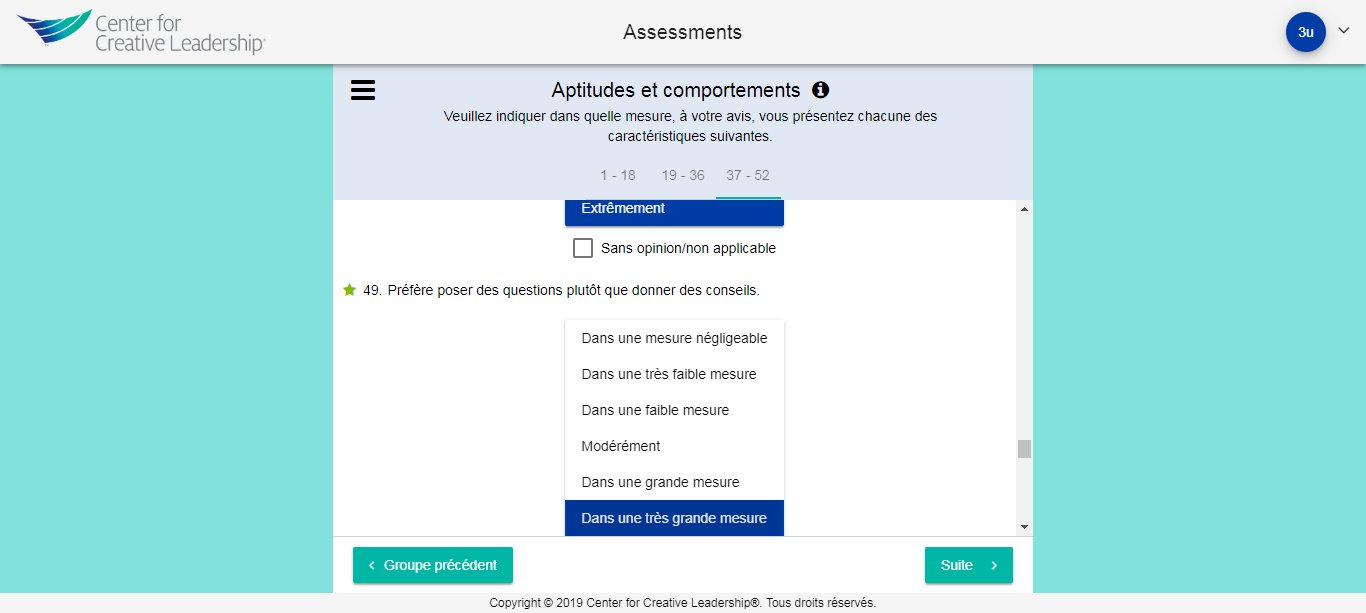 Center for
Creative Leadership®
Assessments
3u
Aptitudes et comportements
Veuillez indiquer dans quelle mesure, à votre avis, vous présentez chacune des
caractéristiques suivantes.
1 - 18 19 - 36 37 - 52
Extrêmement
Sans opinion/non applicable
49. Préfère poser des questions plutôt que donner des conseils.
Dans une mesure négligeable
Dans une très faible mesure
Dans une faible mesure
Modérément
Dans une grande mesure
Dans une très grande mesure
Groupe précédent
Suite
Copyright © 2019 Center for Creative Leadership®. Tous droits réservés.